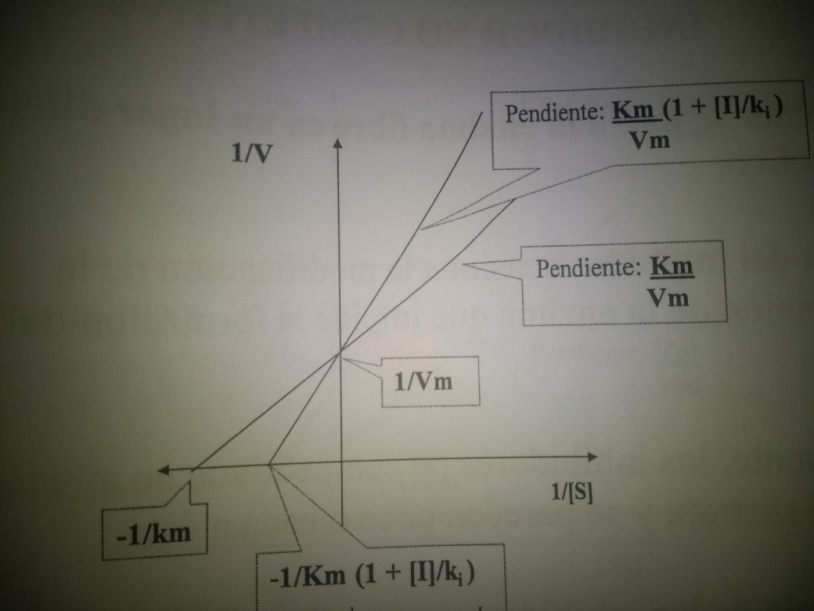 Pendiente: Km (1 + [I]/ki)
Vm
1/V
Pendiente: Km
Vm
1/Vm
1/[S]
-1/km
-1/Km (1 + [I]/ki)